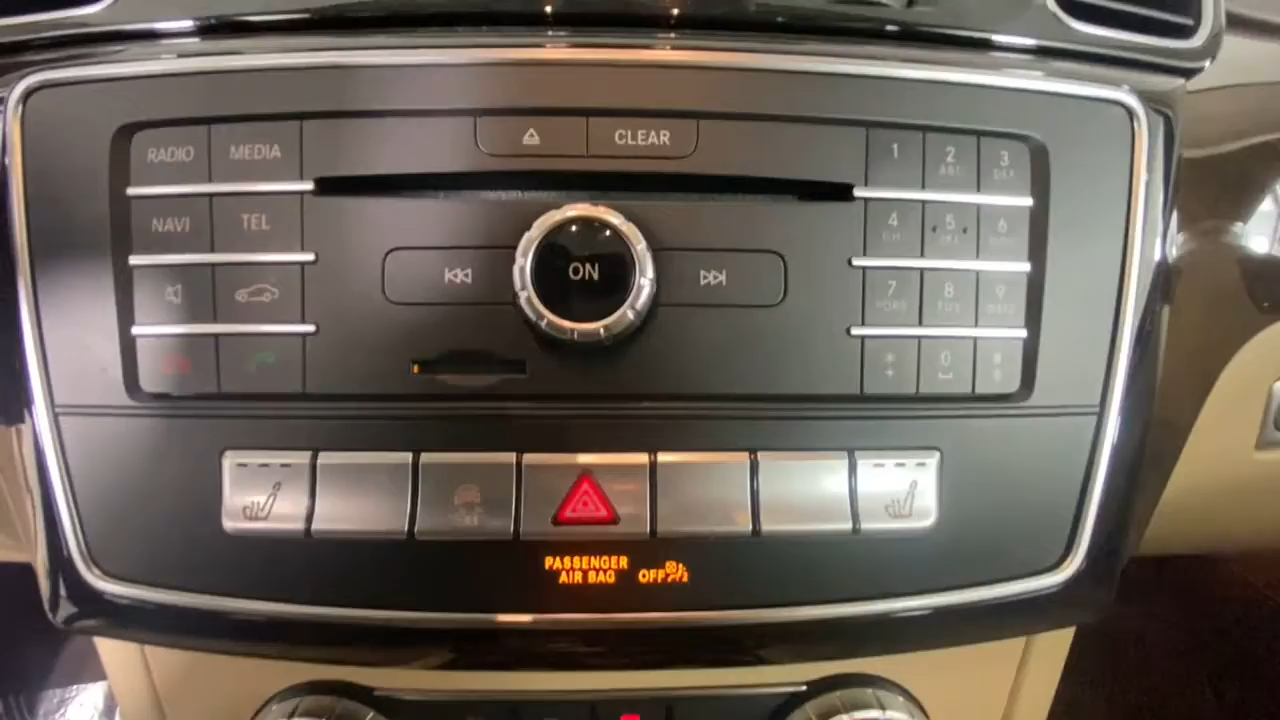 CLEAR
RADIO MEDIA
1 2 3
ABC DEF
NAVI TEL
4 5 6
ON
7 8 9
* 0 #
+
PASSENGER
AIR BAG OFF